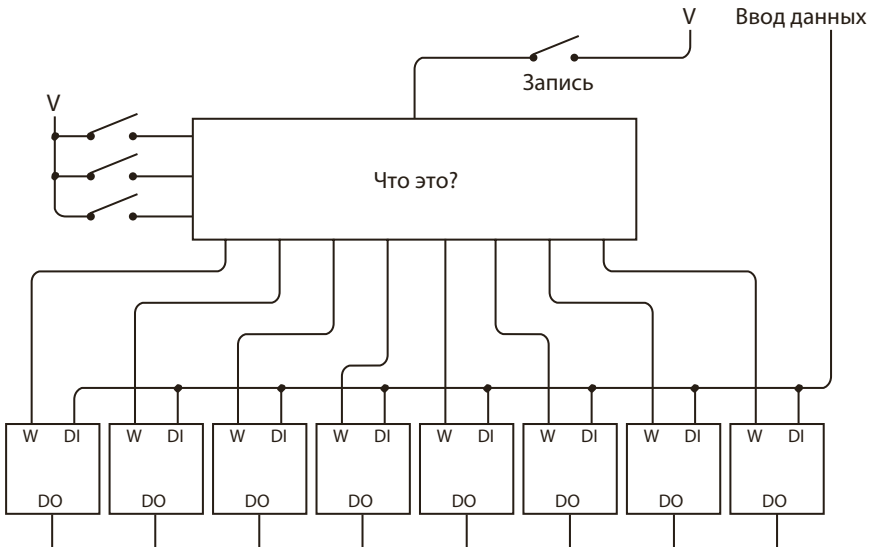 V Ввод данных
Запись
V
Что это?
W DI W DI W DI W DI W DI W DI W DI W DI
DO DO DO DO DO DO DO DO